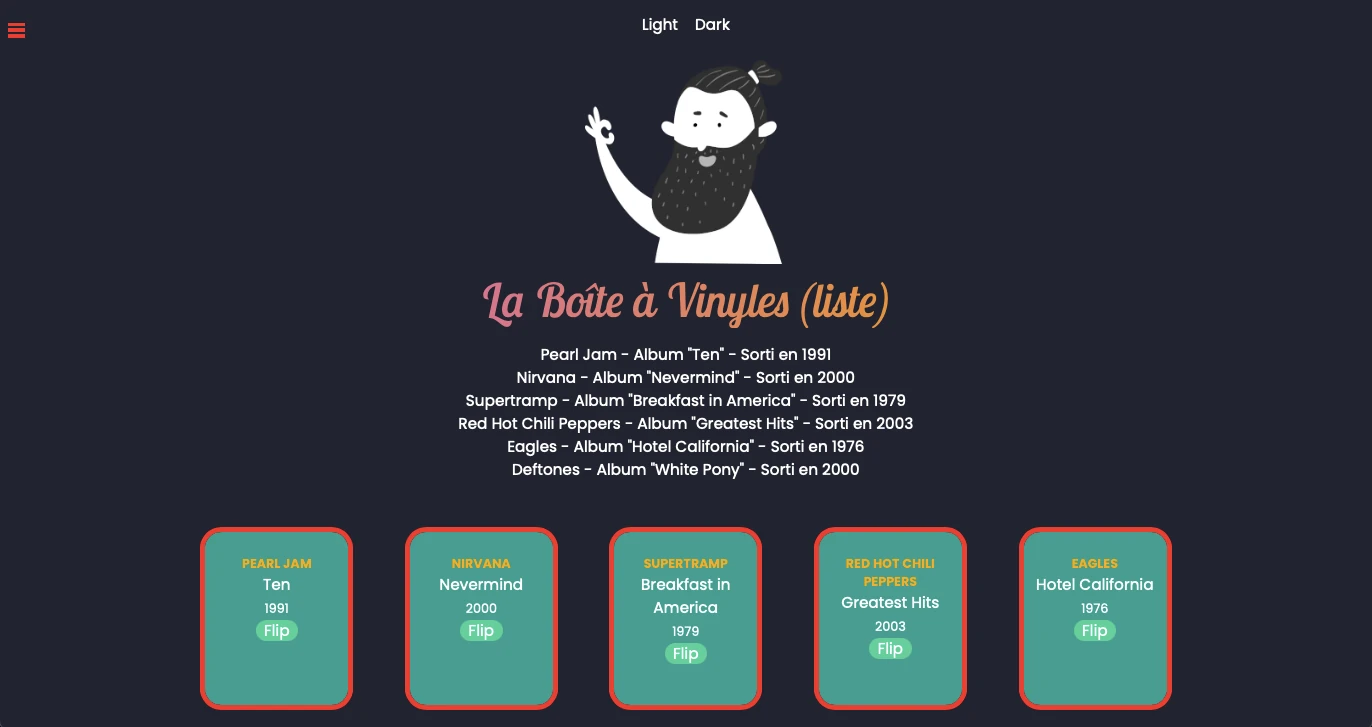 Light Dark
La Boîte à Vinyles (liste)
Pearl Jam - Album "Ten" - Sorti en 1991
Nirvana - Album "Nevermind" - Sorti en 2000
Supertramp - Album "Breakfast in America" - Sorti en 1979
Red Hot Chili Peppers - Album "Greatest Hits" - Sorti en 2003
Eagles - Album "Hotel California" - Sorti en 1976
Deftones - Album "White Pony" - Sorti en 2000
PEARL JAM
Ten
1991
Flip
NIRVANA
Nevermind
2000
Flip
SUPERTRAMP
Breakfast in
America
1979
Flip
RED HOT CHILI
PEPPERS
Greatest Hits
2003
Flip
EAGLES
Hotel California
1976
Flip